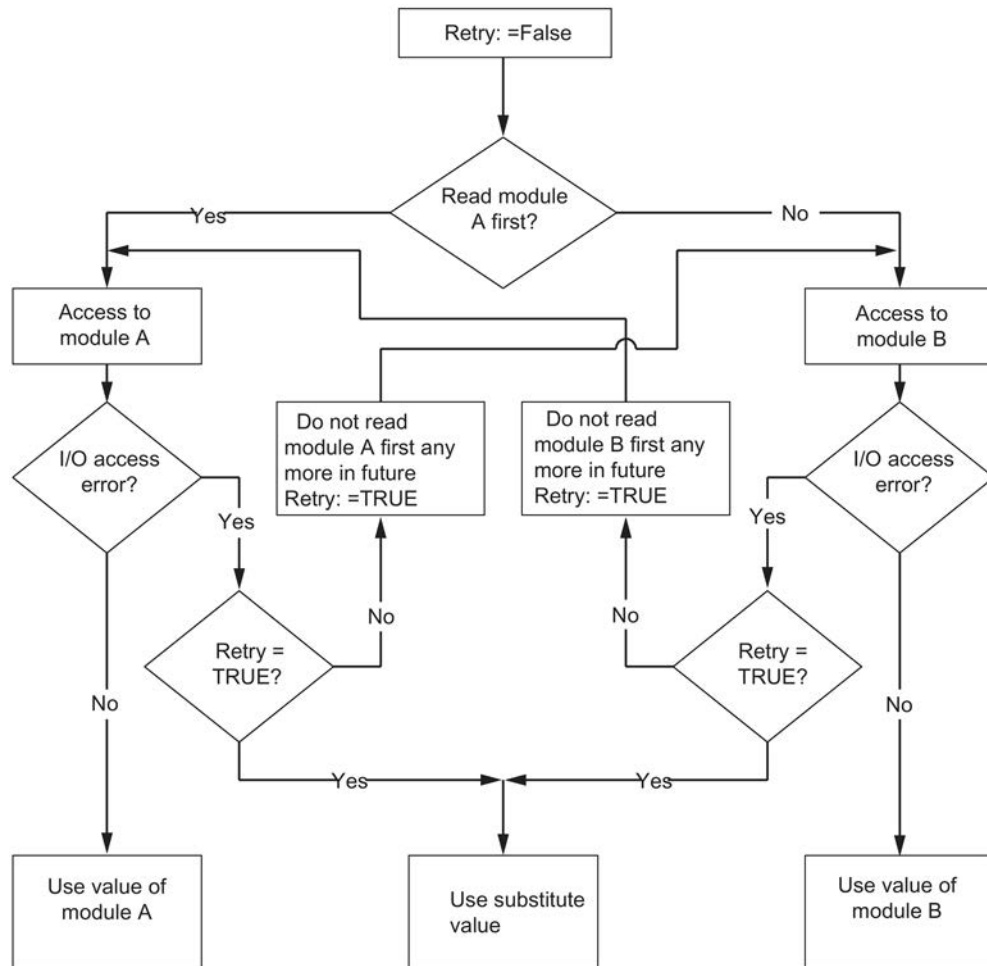 Retry: =False
Read module
A first?
Yes
No
Access to
module A
Access to
module B
Do not read
module A first any
more in future
Retry: =TRUE
Do not read
module B first any
more in future
Retry: =TRUE
I/O access
error?
I/O access
error?
Yes
Yes
No
No
Retry =
TRUE?
Retry =
TRUE?
No
No
Yes
Yes
Use value of
module A
Use substitute
value
Use value of
module B